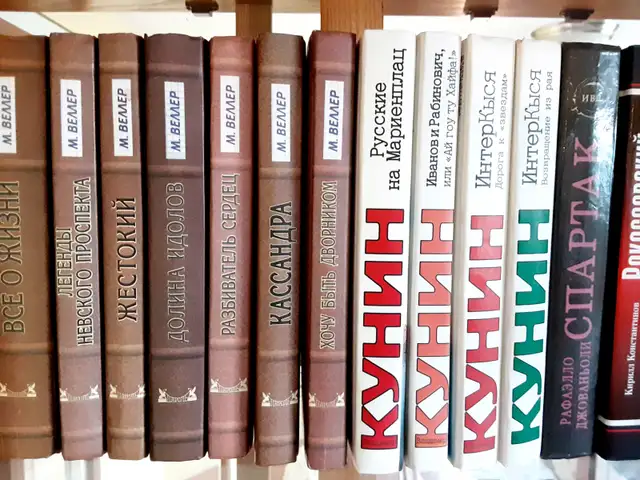 М. ВЕЛЛЕР
ВСЕ О ЖИЗНИ
М. ВЕЛЛЕР
ЛЕГЕНДЫ
НЕВСКОГО ПРОСПЕКТА
М. ВЕЛЛЕР
ЖЕСТОКИЙ
М. ВЕЛЛЕР
ДОЛИНА ИДОЛОВ
М. ВЕЛЛЕР
РАЗБИВАТЕЛЬ СЕРДЕЦ
М. ВЕЛЛЕР
КАССАНДРА
М. ВЕЛЛЕР
ХОЧУ БЫТЬ ДВОРНИКОМ
Русские
на Мариенплац
КУНИН
Иванов и Рабинович,
или «Ай гоу ту Хайфа!»
КУНИН
ИнтерКыся
Дорога к «звездам»
КУНИН
ИнтерКыся
Возвращение из рая
КУНИН
РАФАЭЛЛО
ДЖОВАНЬОЛИ
СПАРТАК
Кирилл Константинов